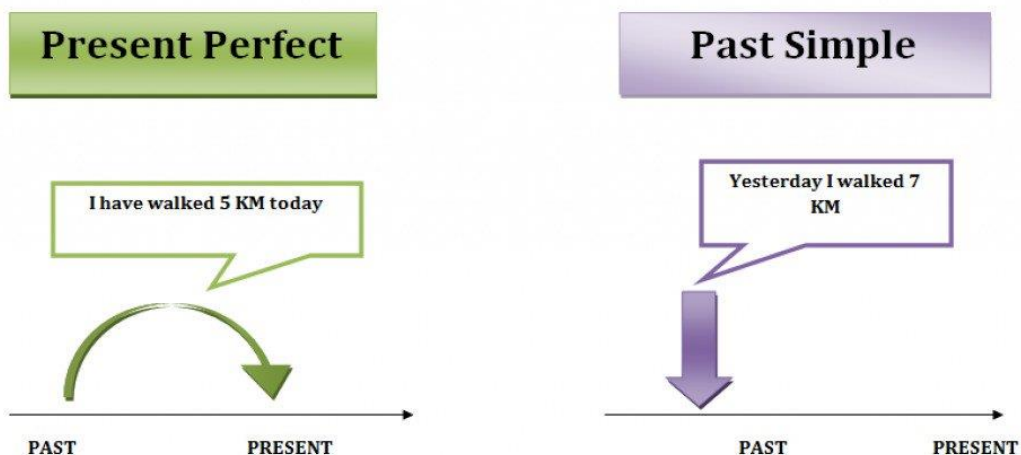 Present Perfect
Past Simple
I have walked 5 KM today
Yesterday I walked 7
KM
PAST
PRESENT
PAST
PRESENT